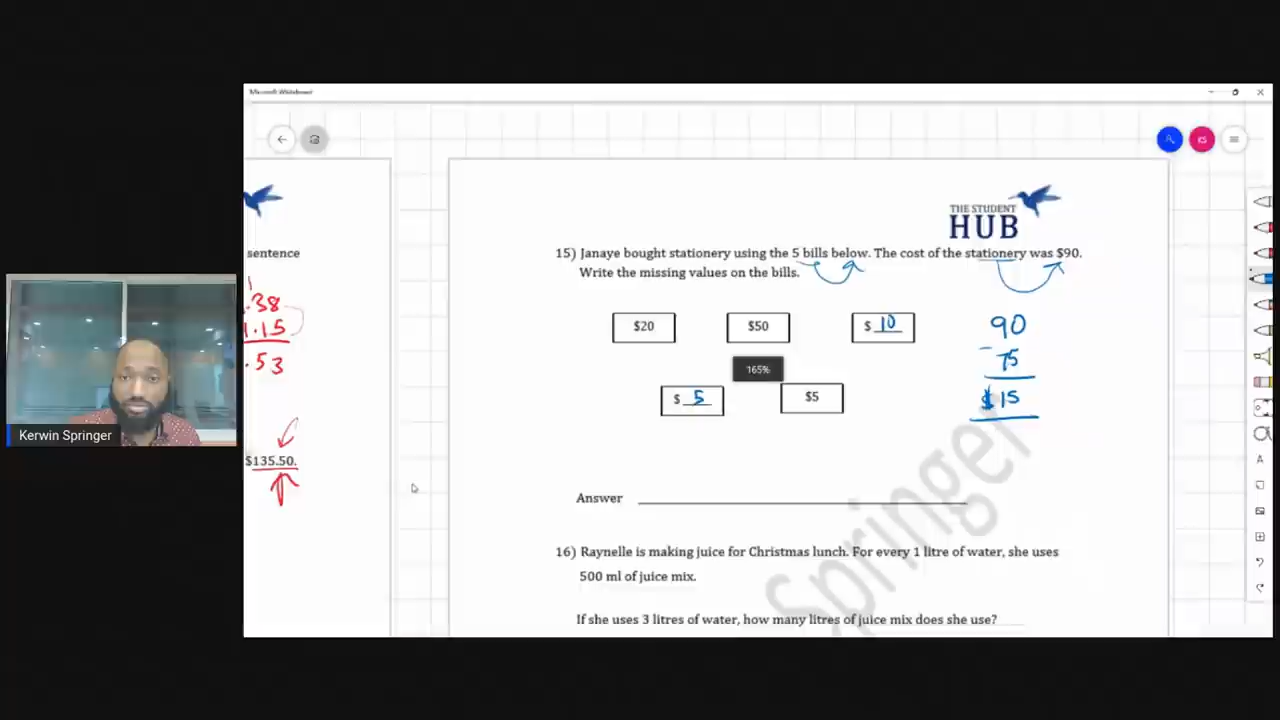 Microsoft Whiteboard
KS
THE STUDENT
HUB
sentence
.38
1.15
.53
$135.50.
15) Janaye bought stationery using the 5 bills below. The cost of the stationery was $90.
Write the missing values on the bills.
$20
$50
$ 10
90
- 75
$15
165%
$ 5
$5
Answer
16) Raynelle is making juice for Christmas lunch. For every 1 litre of water, she uses
500 ml of juice mix.
If she uses 3 litres of water, how many litres of juice mix does she use?
Springer
Kerwin Springer
A